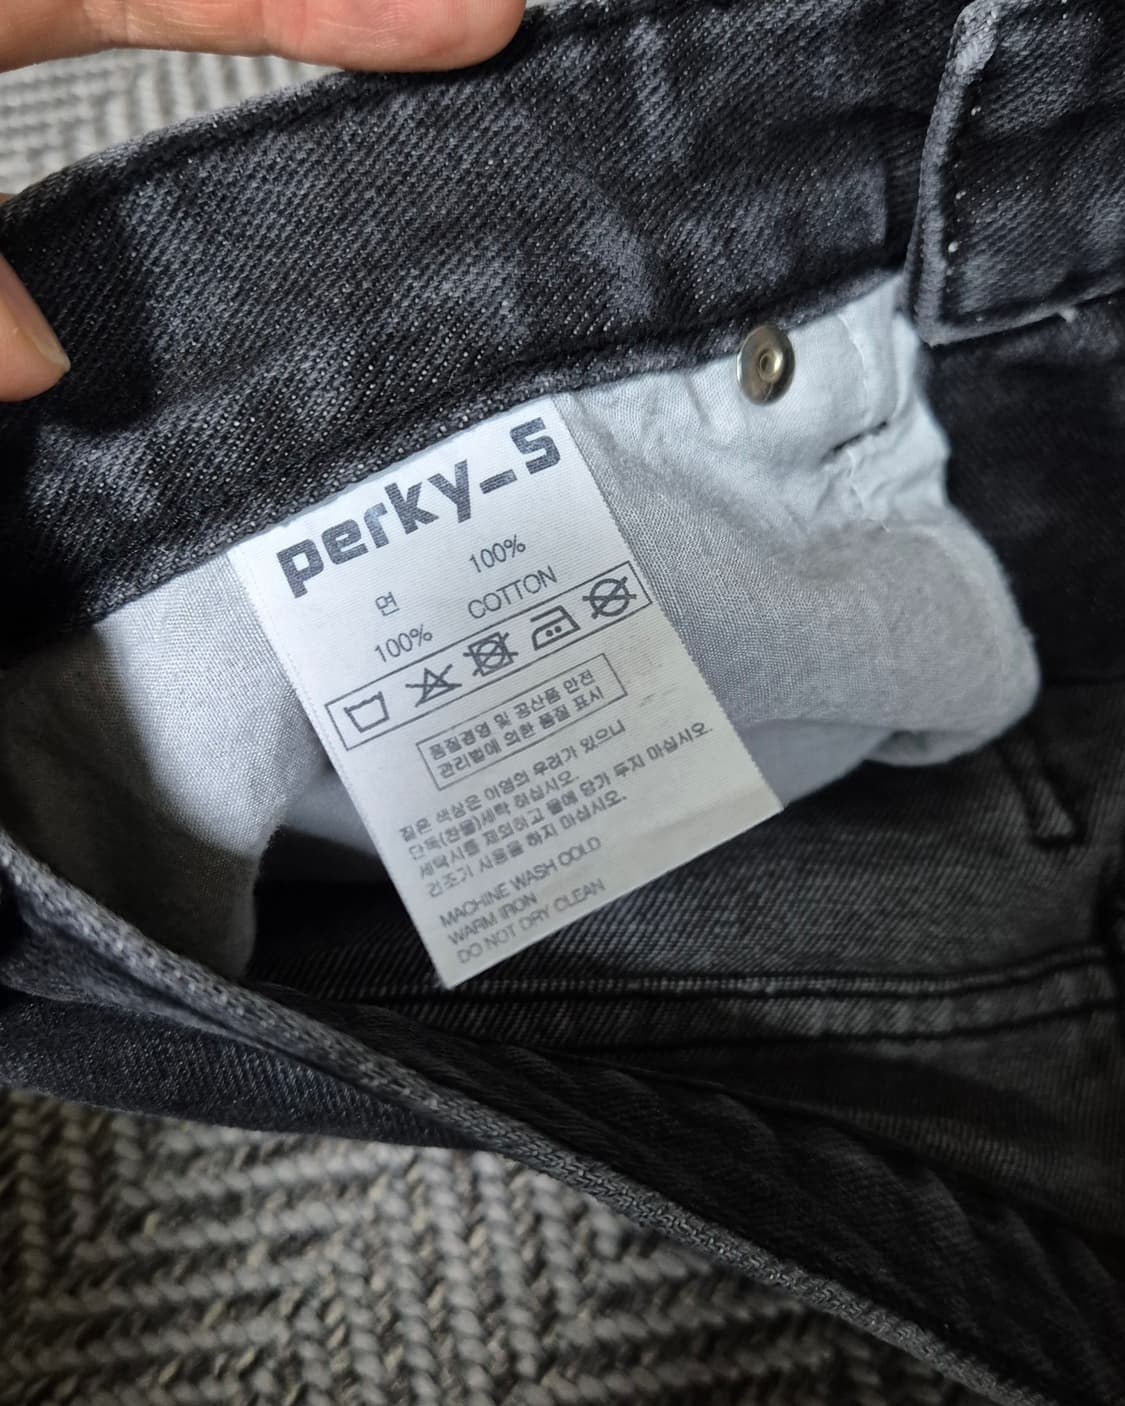 perky_S
면 100%
100% COTTON
품질경영 및 공산품 안전
관리법에 의한 품질 표시
짙은 색상은 이염의 우려가 있으니
단독(찬물)세탁 하십시오.
세탁시를 제외하고 물에 담가 두지 마십시오.
건조기 사용을 하지 마십시오.
MACHINE WASH COLD
WARM IRON
DO NOT DRY CLEAN